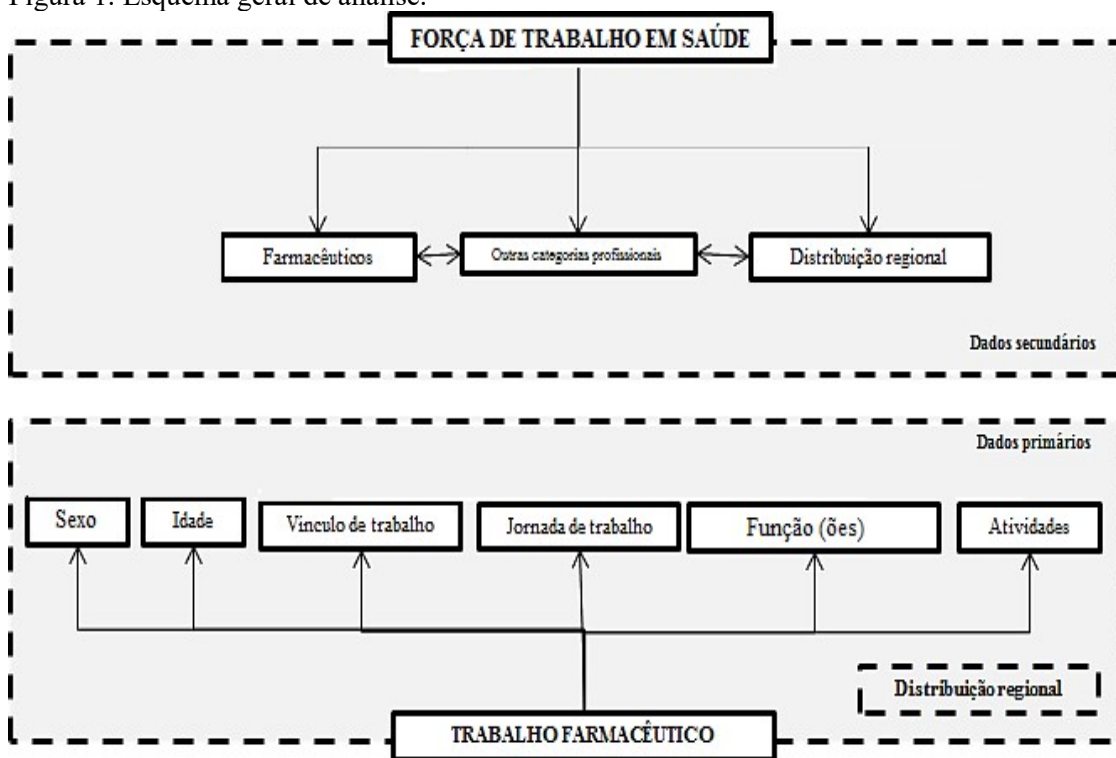 Figura 1. Esquema geral de análise.
FORÇA DE TRABALHO EM SAÚDE
Farmacêuticos
Outras categorias profissionais
Distribuição regional
Dados secundários
Dados primários
Sexo
Idade
Vinculo de trabalho
Jornada de trabalho
Função (ões)
Atividades
Distribuição regional
TRABALHO FARMACÊUTICO